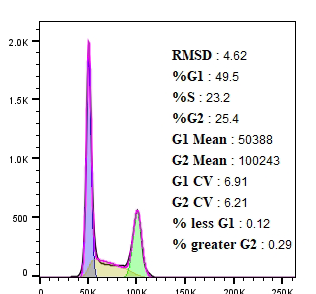 2.0K
1.5K
1.0K
500
0
0 50K 100K 150K 200K 250K
RMSD : 4.62
%G1 : 49.5
%S : 23.2
%G2 : 25.4
G1 Mean : 50388
G2 Mean : 100243
G1 CV : 6.91
G2 CV : 6.21
% less G1 : 0.12
% greater G2 : 0.29